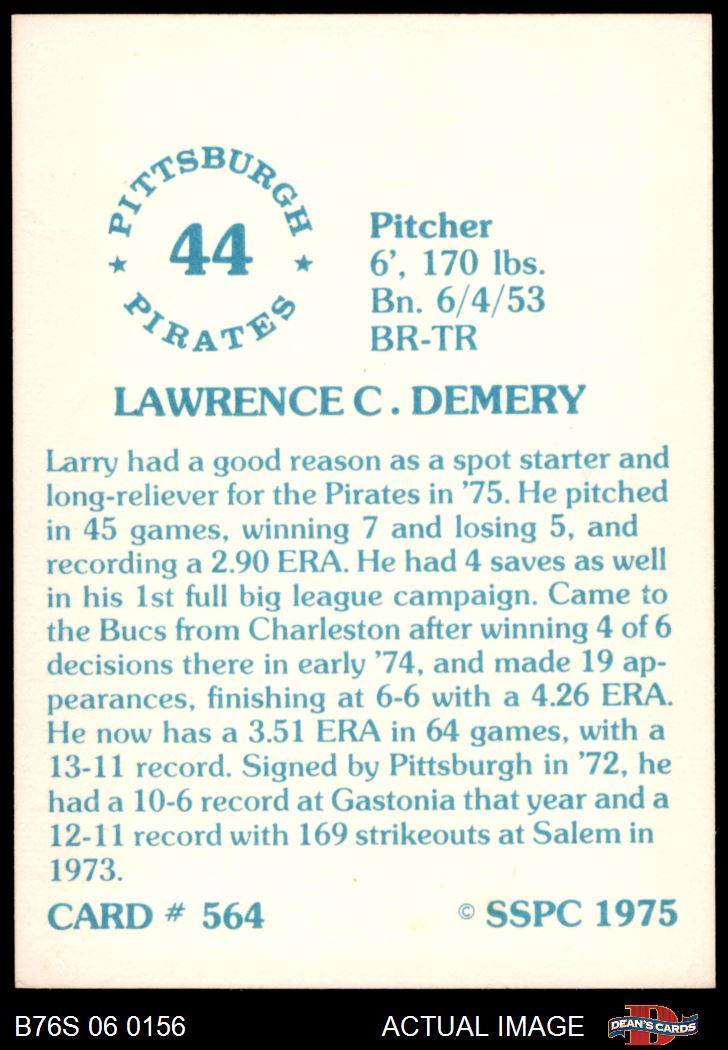 PITTSBURGH
44
PIRATES
Pitcher
6', 170 lbs.
Bn. 6/4/53
BR-TR
LAWRENCE C. DEMERY
Larry had a good reason as a spot starter and
long-reliever for the Pirates in '75. He pitched
in 45 games, winning 7 and losing 5, and
recording a 2.90 ERA. He had 4 saves as well
in his 1st full big league campaign. Came to
the Bucs from Charleston after winning 4 of 6
decisions there in early '74, and made 19 ap-
pearances, finishing at 6-6 with a 4.26 ERA.
He now has a 3.51 ERA in 64 games, with a
13-11 record. Signed by Pittsburgh in '72, he
had a 10-6 record at Gastonia that year and a
12-11 record with 169 strikeouts at Salem in
1973.
CARD # 564 © SSPC 1975
B76S 06 0156 ACTUAL IMAGE D DEAN'S CARDS